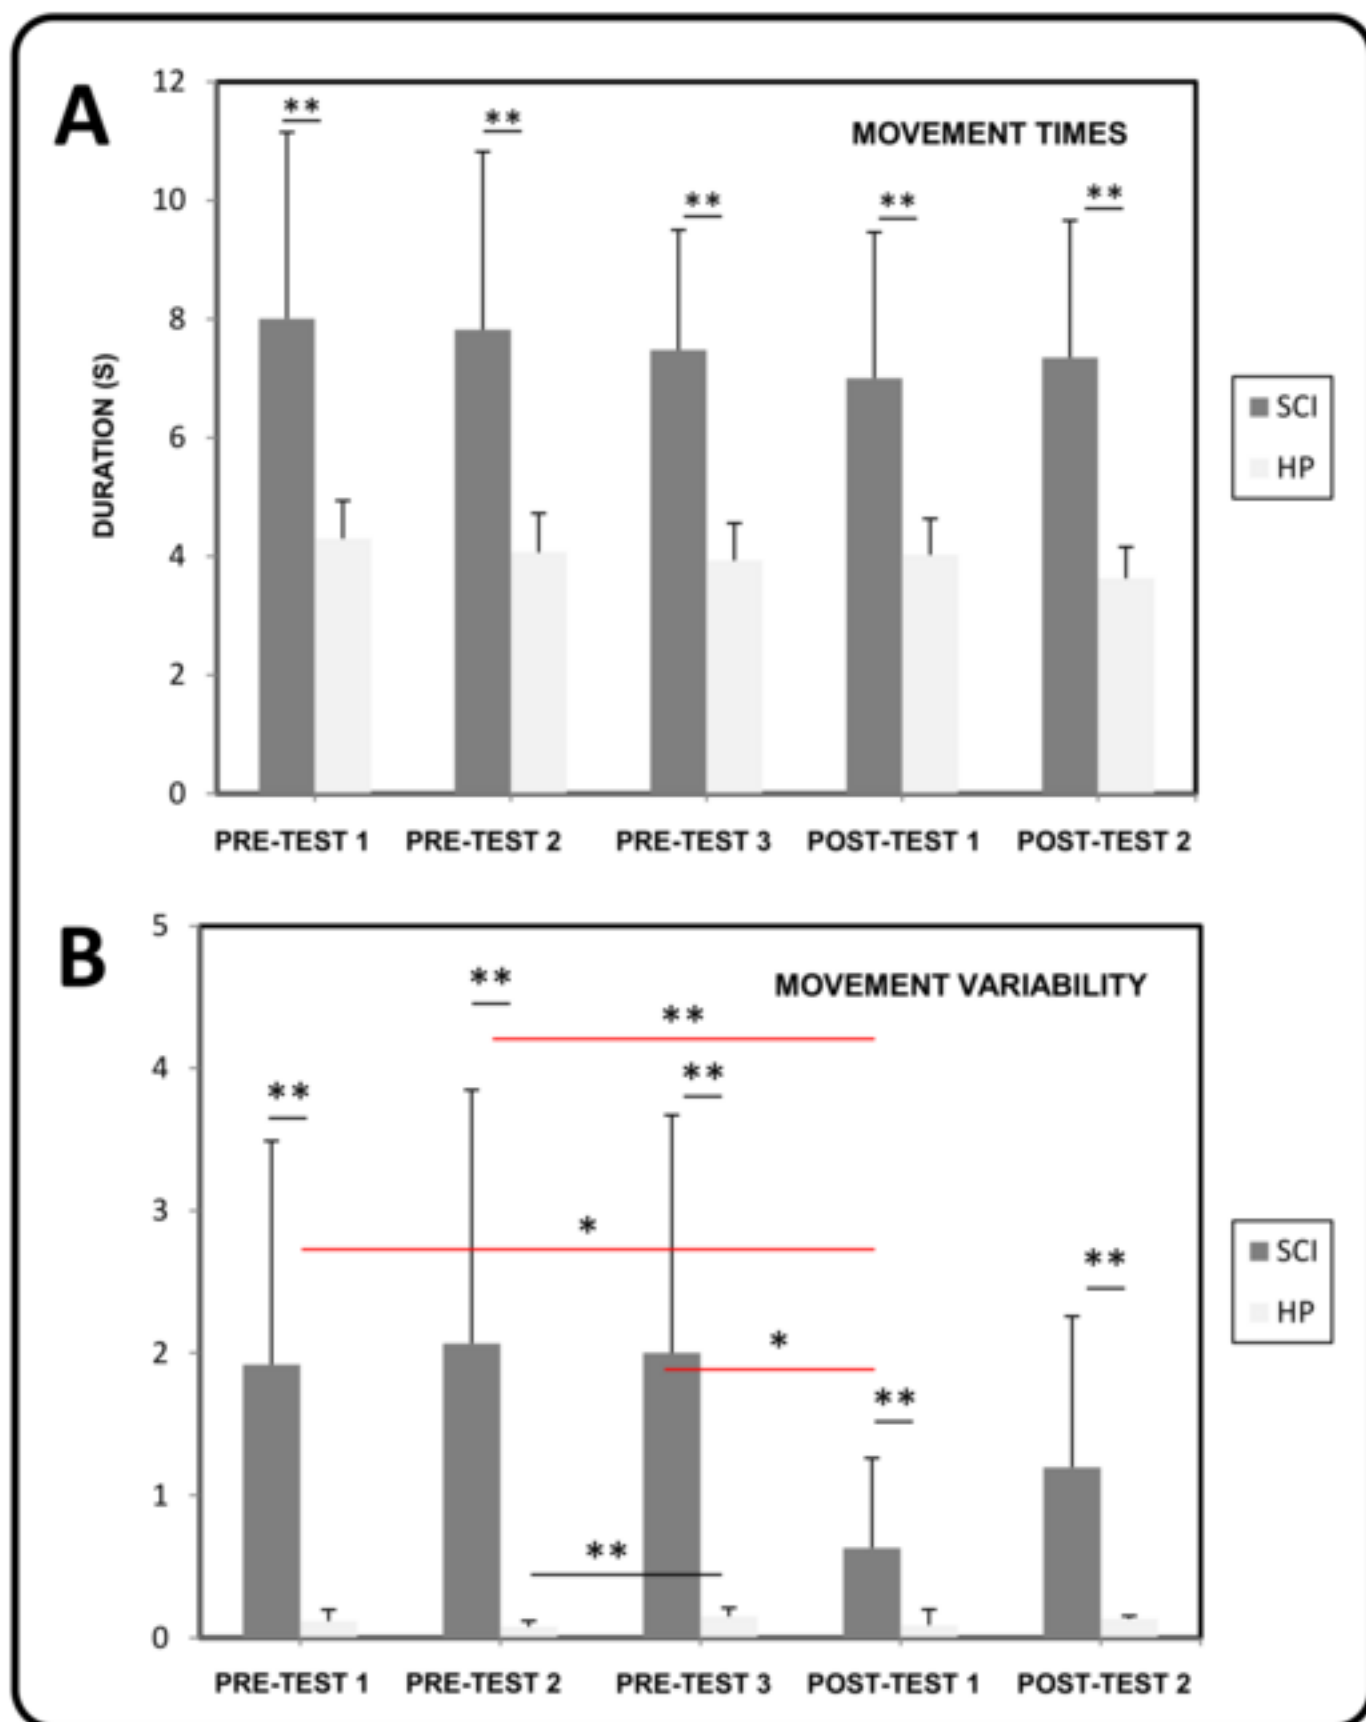 A
12
**
**
MOVEMENT TIMES
10
**
**
**
8
DURATION (S)
SCI
6
HP
4
2
0
PRE-TEST 1 PRE-TEST 2 PRE-TEST 3 POST-TEST 1 POST-TEST 2
B
5
**
MOVEMENT VARIABILITY
**
4
**
**
3
*
**
SCI
HP
2
*
**
1
**
0
PRE-TEST 1 PRE-TEST 2 PRE-TEST 3 POST-TEST 1 POST-TEST 2